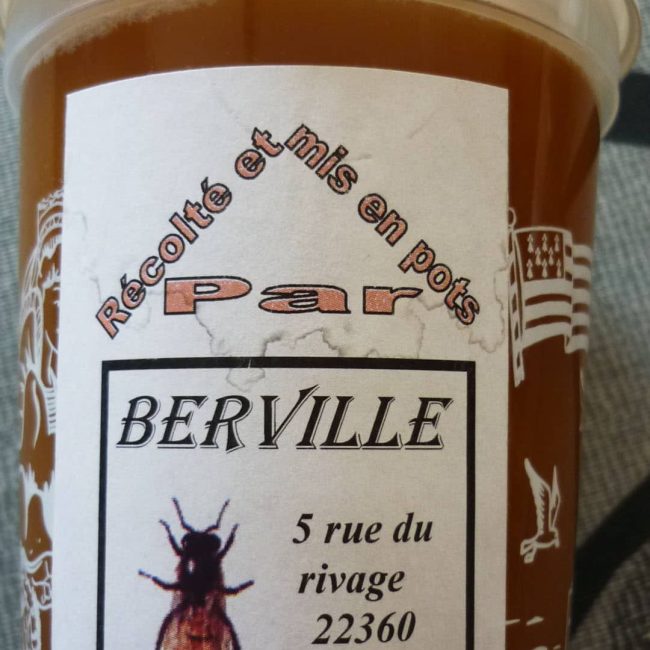 Récolté et mis en pots
Par
BERVILLE
5 rue du
rivage
22360